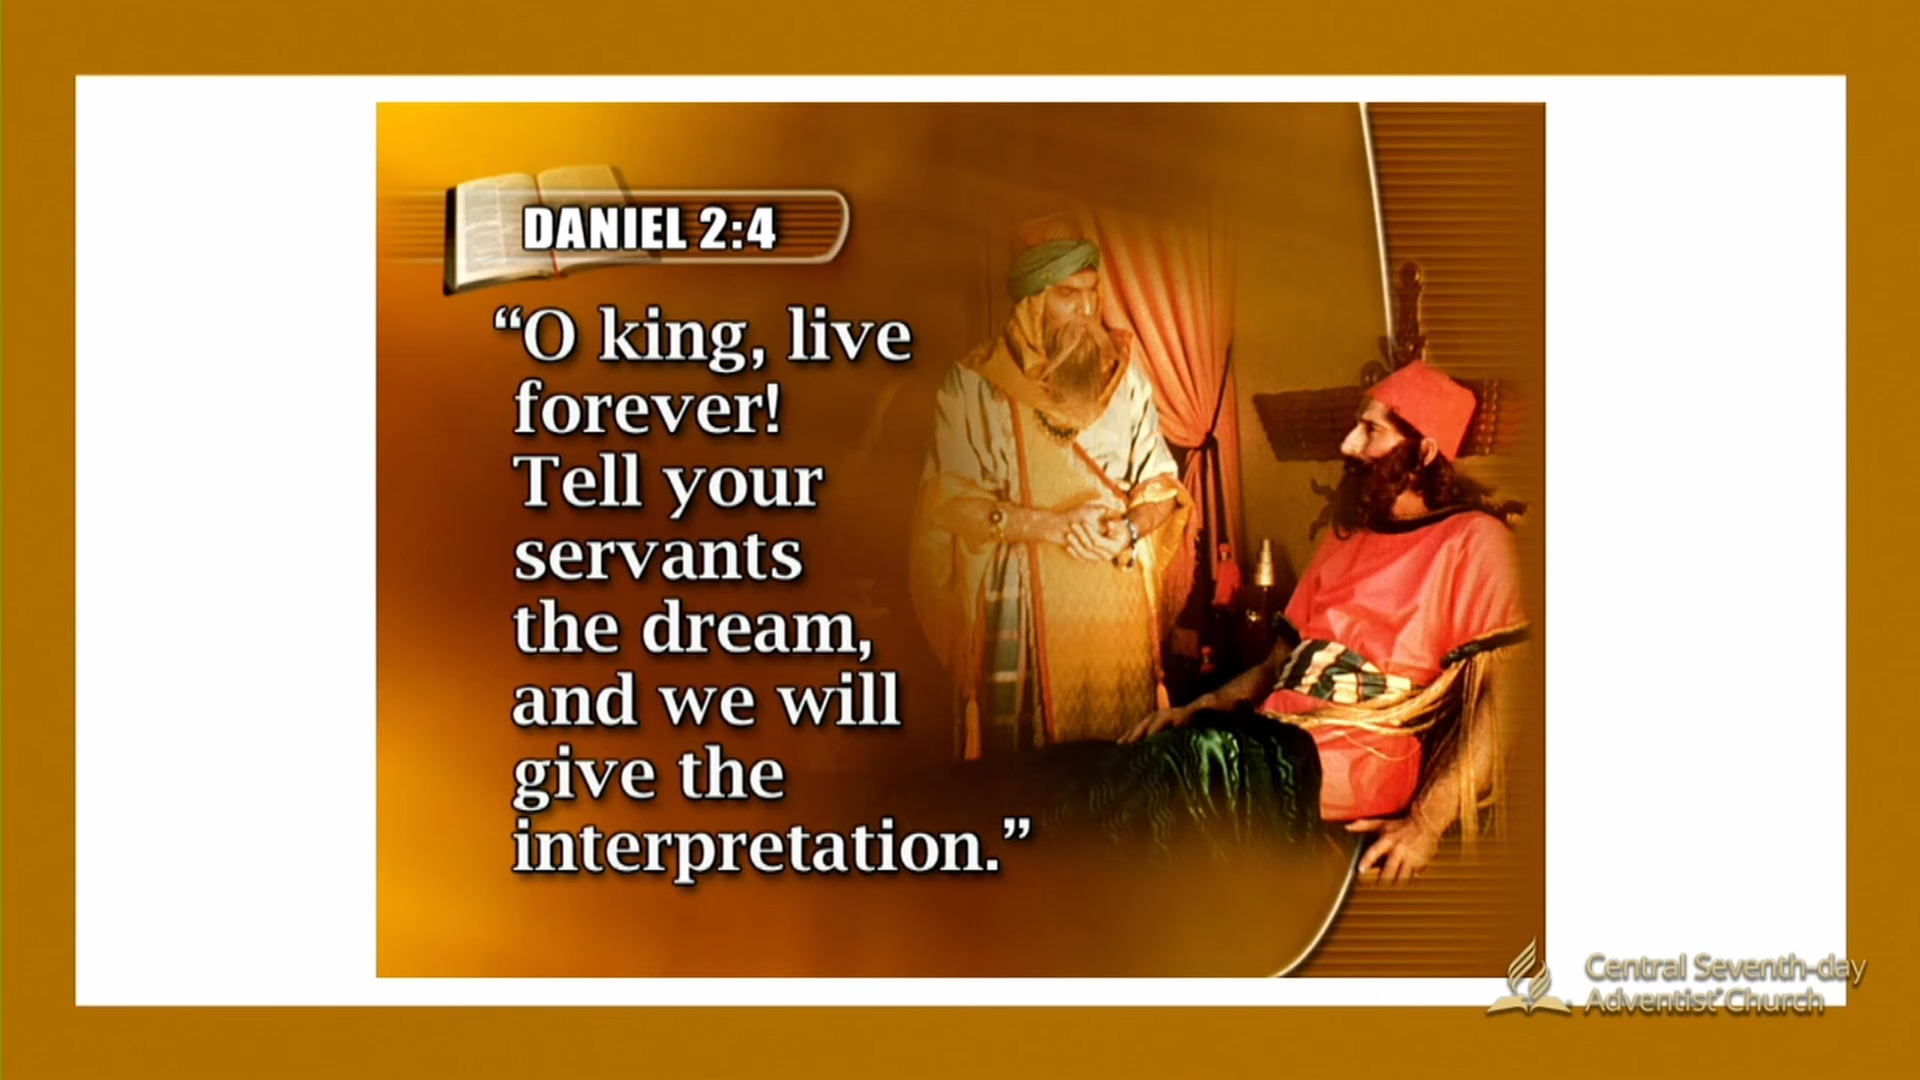 DANIEL 2:4
“O king, live
forever!
Tell your
servants
the dream,
and we will
give the
interpretation.”
Central Seventh-day
Adventist Church